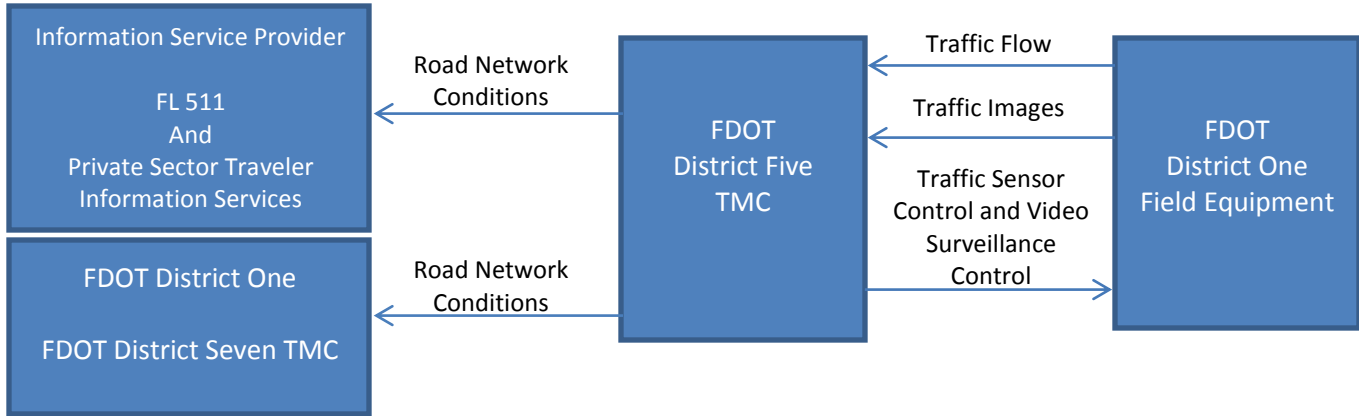 Information Service Provider
FL 511
And
Private Sector Traveler
Information Services
FDOT District One
FDOT District Seven TMC
Road Network
Conditions
Road Network
Conditions
FDOT
District Five
TMC
Traffic Flow
Traffic Images
Traffic Sensor
Control and Video
Surveillance
Control
FDOT
District One
Field Equipment